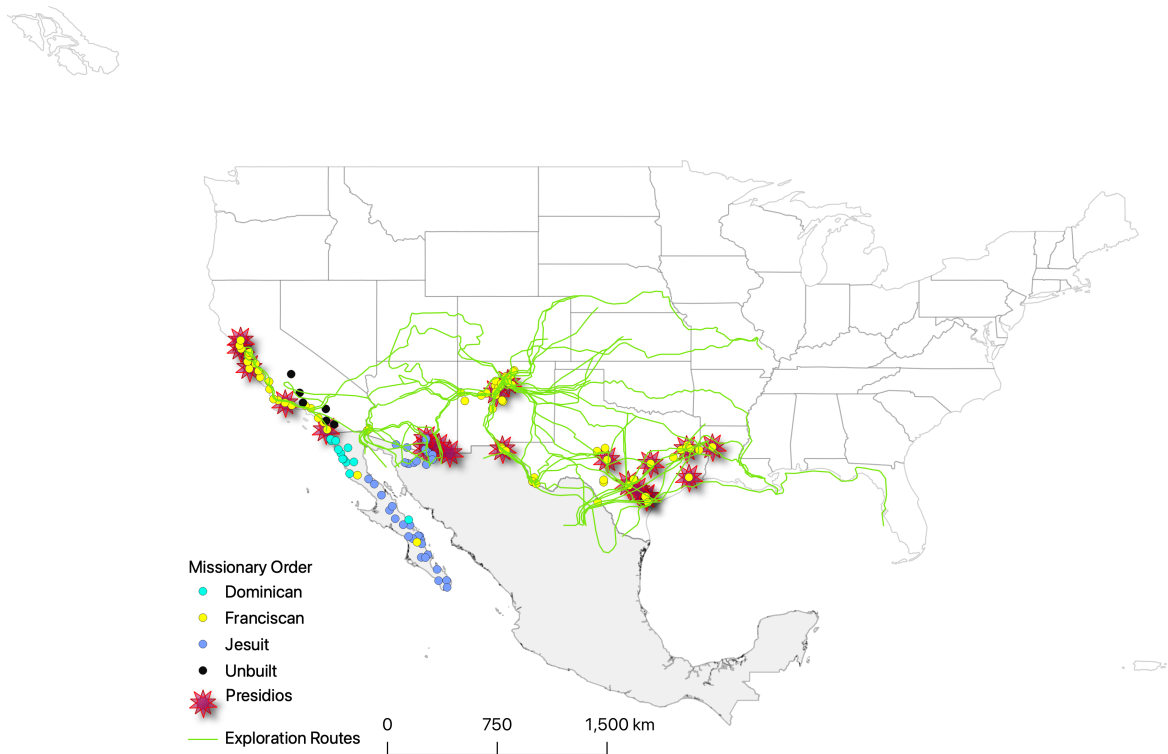 Missionary Order
Dominican
Franciscan
Jesuit
Unbuilt
Presidios
Exploration Routes
0 750 1,500 km